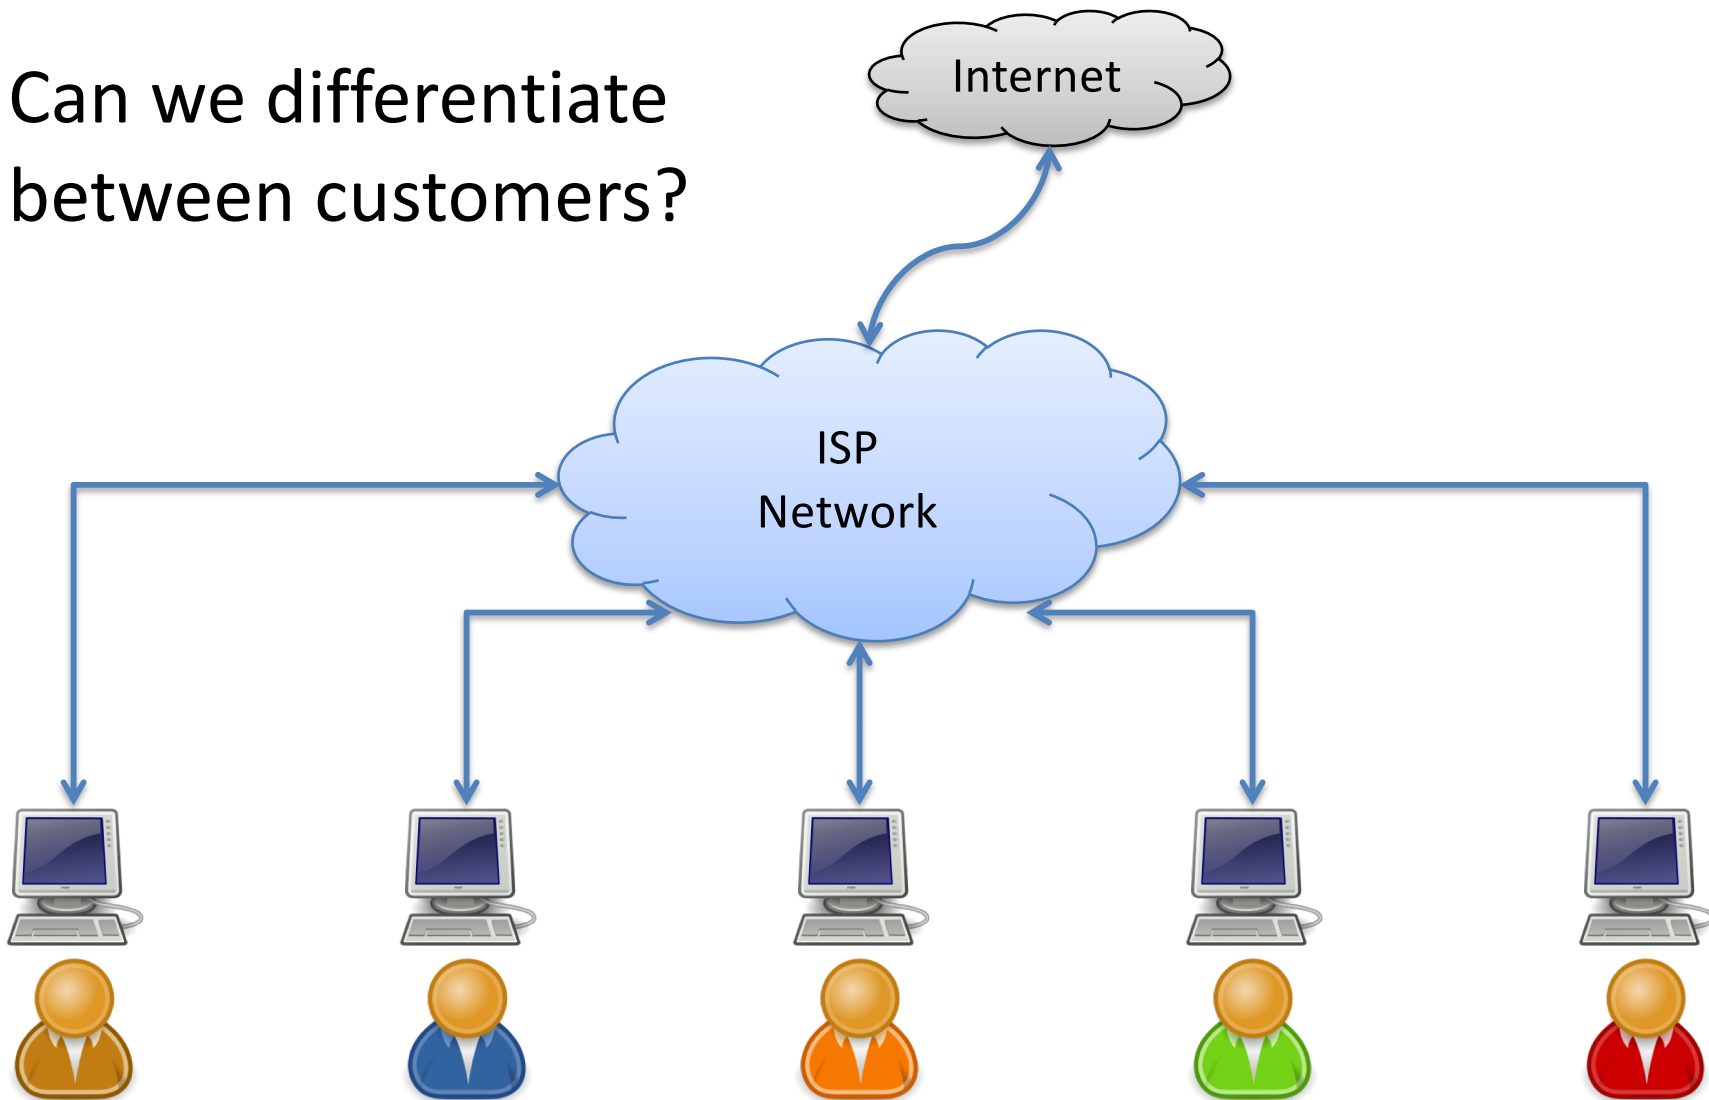 Can we differentiate
between customers?
Internet
ISP
Network